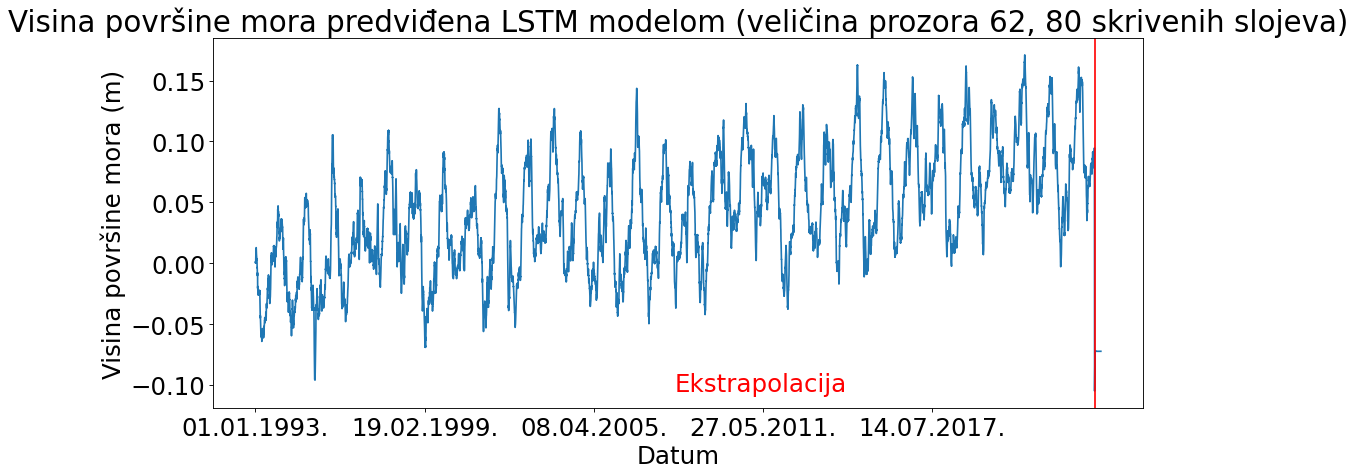 Visina površine mora predviđena LSTM modelom (veličina prozora 62, 80 skrivenih slojeva)
Visina površine mora (m)
0.15
0.10
0.05
0.00
−0.05
−0.10
Ekstrapolacija
01.01.1993. 19.02.1999. 08.04.2005. 27.05.2011. 14.07.2017.
Datum